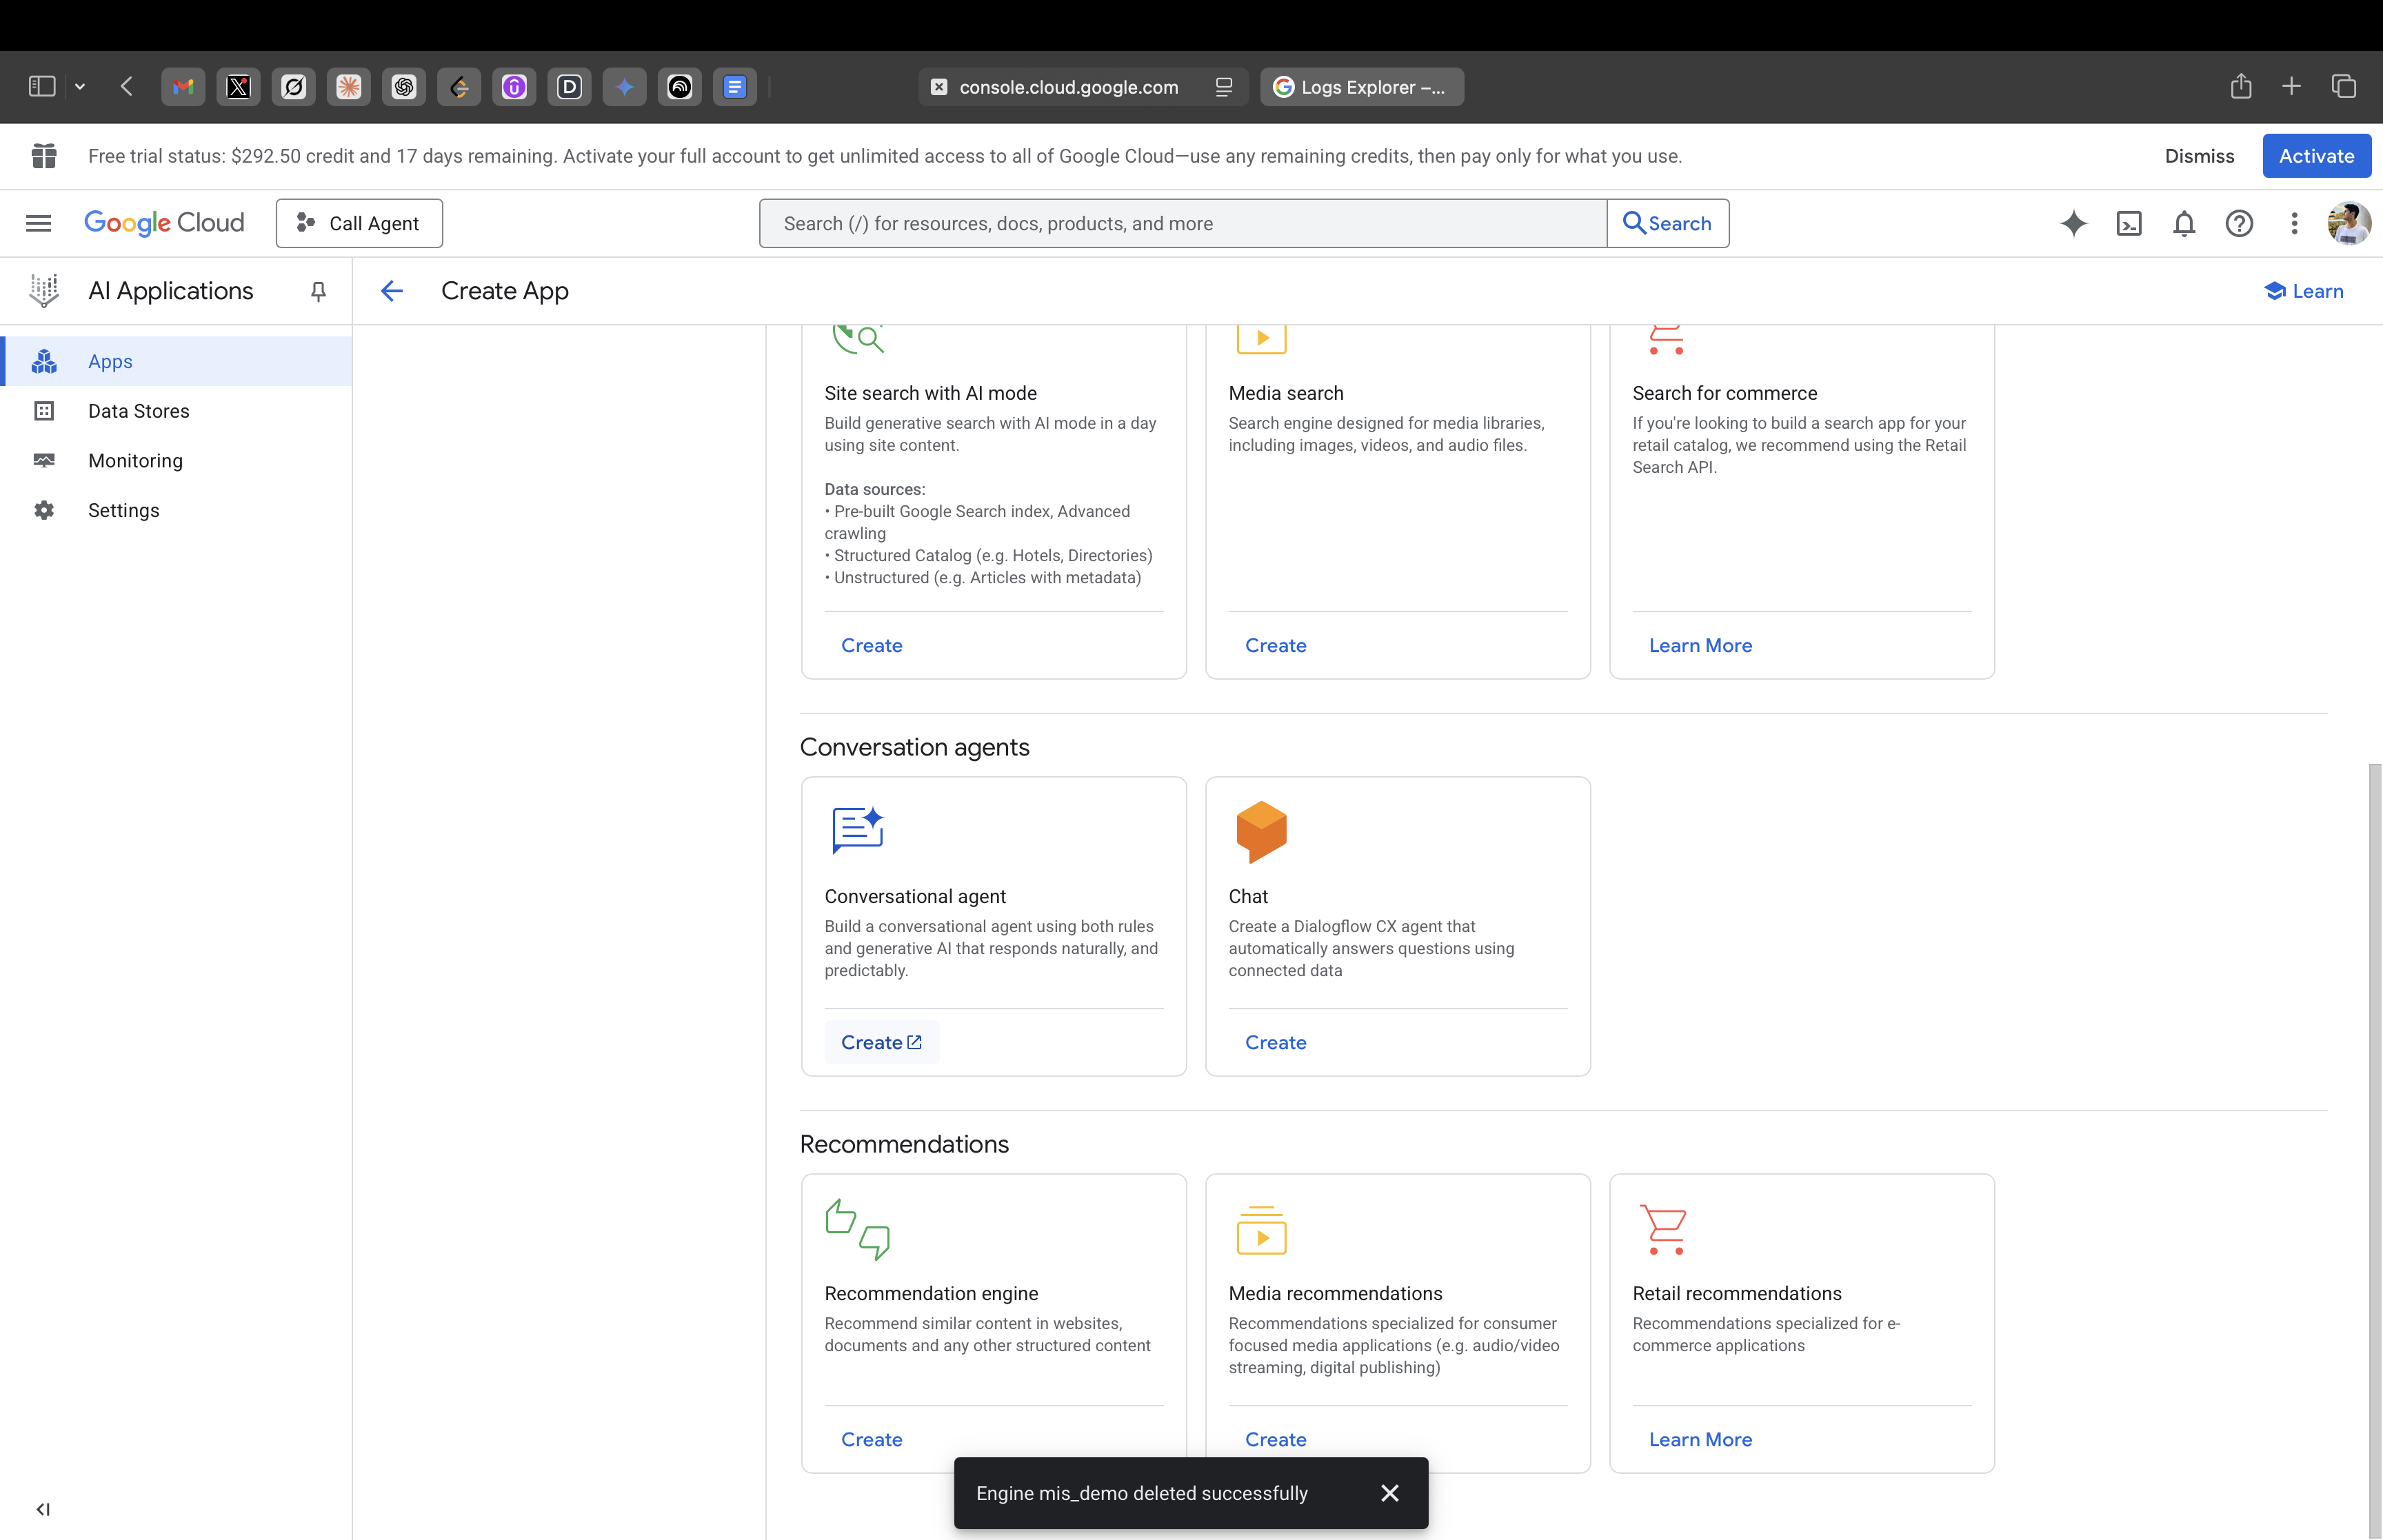 console.cloud.google.com
Logs Explorer –...
Free trial status: $292.50 credit and 17 days remaining. Activate your full account to get unlimited access to all of Google Cloud—use any remaining credits, then pay only for what you use.
Dismiss
Activate
Google Cloud
Call Agent
Search (/) for resources, docs, products, and more
Search
AI Applications
Create App
Learn
Apps
Data Stores
Monitoring
Settings
Site search with AI mode
Build generative search with AI mode in a day
using site content.
Data sources:
• Pre-built Google Search index, Advanced
crawling
• Structured Catalog (e.g. Hotels, Directories)
• Unstructured (e.g. Articles with metadata)
Create
Media search
Search engine designed for media libraries,
including images, videos, and audio files.
Create
Search for commerce
If you're looking to build a search app for your
retail catalog, we recommend using the Retail
Search API.
Learn More
Conversation agents
Conversational agent
Build a conversational agent using both rules
and generative AI that responds naturally, and
predictably.
Create
Chat
Create a Dialogflow CX agent that
automatically answers questions using
connected data
Create
Recommendations
Recommendation engine
Recommend similar content in websites,
documents and any other structured content
Create
Media recommendations
Recommendations specialized for consumer
focused media applications (e.g. audio/video
streaming, digital publishing)
Create
Retail recommendations
Recommendations specialized for e-
commerce applications
Learn More
Engine mis_demo deleted successfully